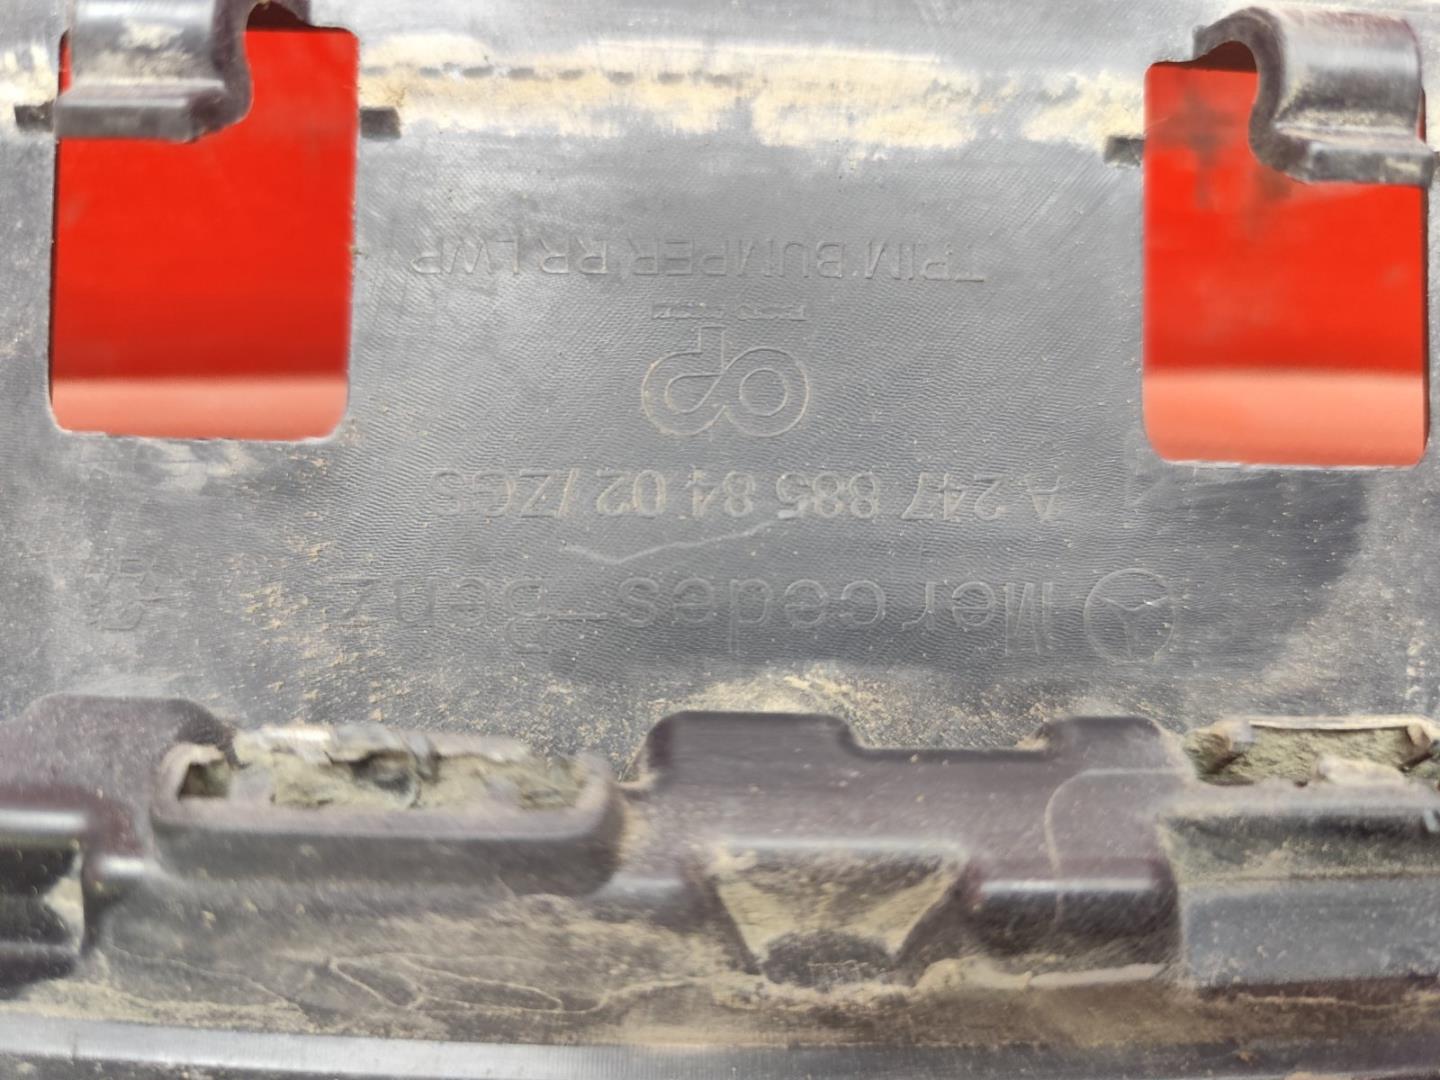 Mercedes-Benz
A 247 885 84 02 /ZGS
TRIM BUMPER RR LWR